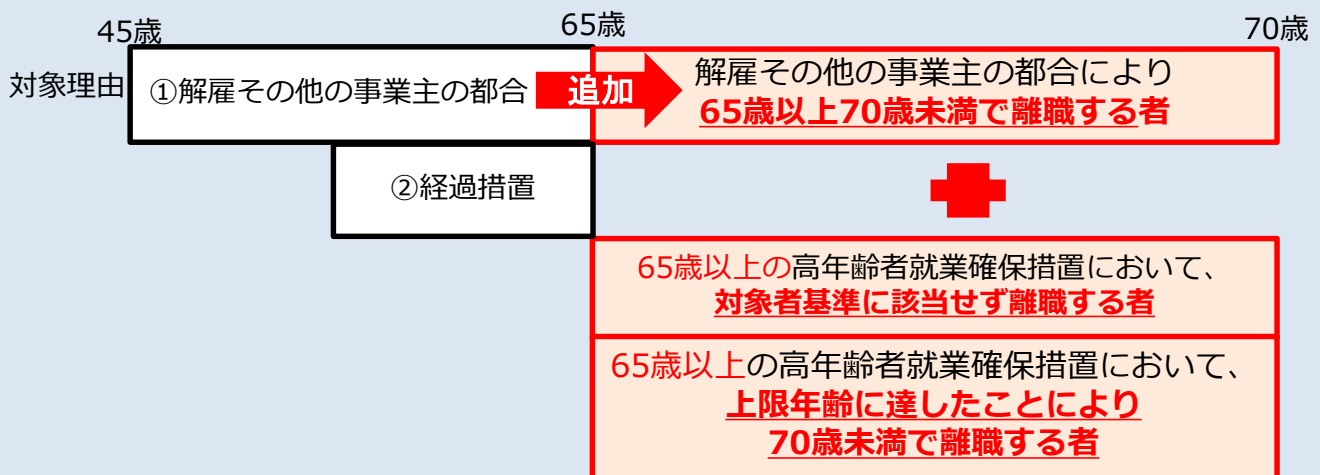 45歳
65歳
70歳
対象理由
①解雇その他の事業主の都合
追加
解雇その他の事業主の都合により
65歳以上70歳未満で離職する者
②経過措置
65歳以上の高年齢者就業確保措置において、
対象者基準に該当せず離職する者
65歳以上の高年齢者就業確保措置において、
上限年齢に達したことにより
70歳未満で離職する者